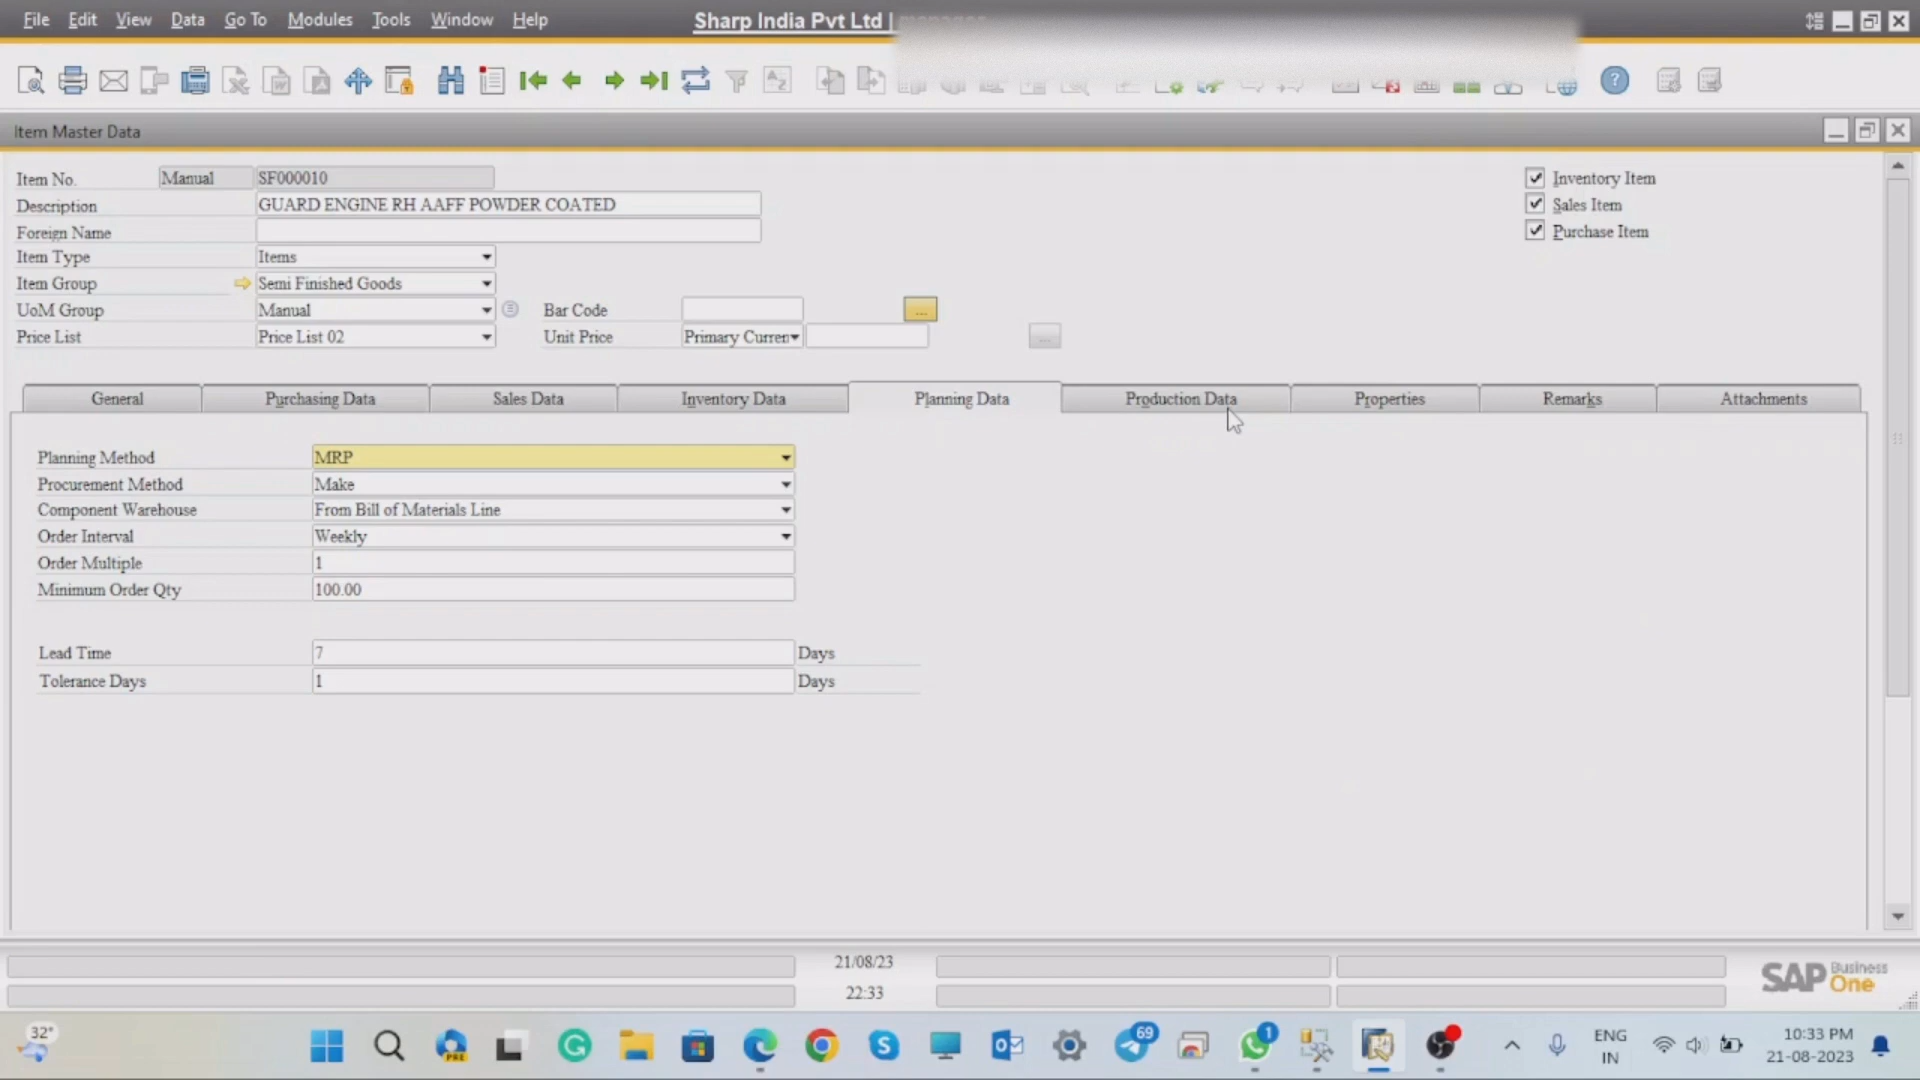 File Edit View Data Go To Modules Tools Window Help Sharp India Pvt Ltd |
Item Master Data
Item No. Manual SF000010
Inventory Item
Description GUARD ENGINE RH AAFF POWDER COATED
Sales Item
Foreign Name
Purchase Item
Item Type Items
Item Group Semi Finished Goods
UoM Group Manual Bar Code ...
Price List Price List 02 Unit Price Primary Curren ...
General Purchasing Data Sales Data Inventory Data Planning Data Production Data Properties Remarks Attachments
Planning Method MRP
Procurement Method Make
Component Warehouse From Bill of Materials Line
Order Interval Weekly
Order Multiple 1
Minimum Order Qty 100.00
Lead Time 7 Days
Tolerance Days 1 Days
21/08/23
22:33
SAP Business One
32°
PRE
69
1
ENG
IN
10:33 PM
21-08-2023